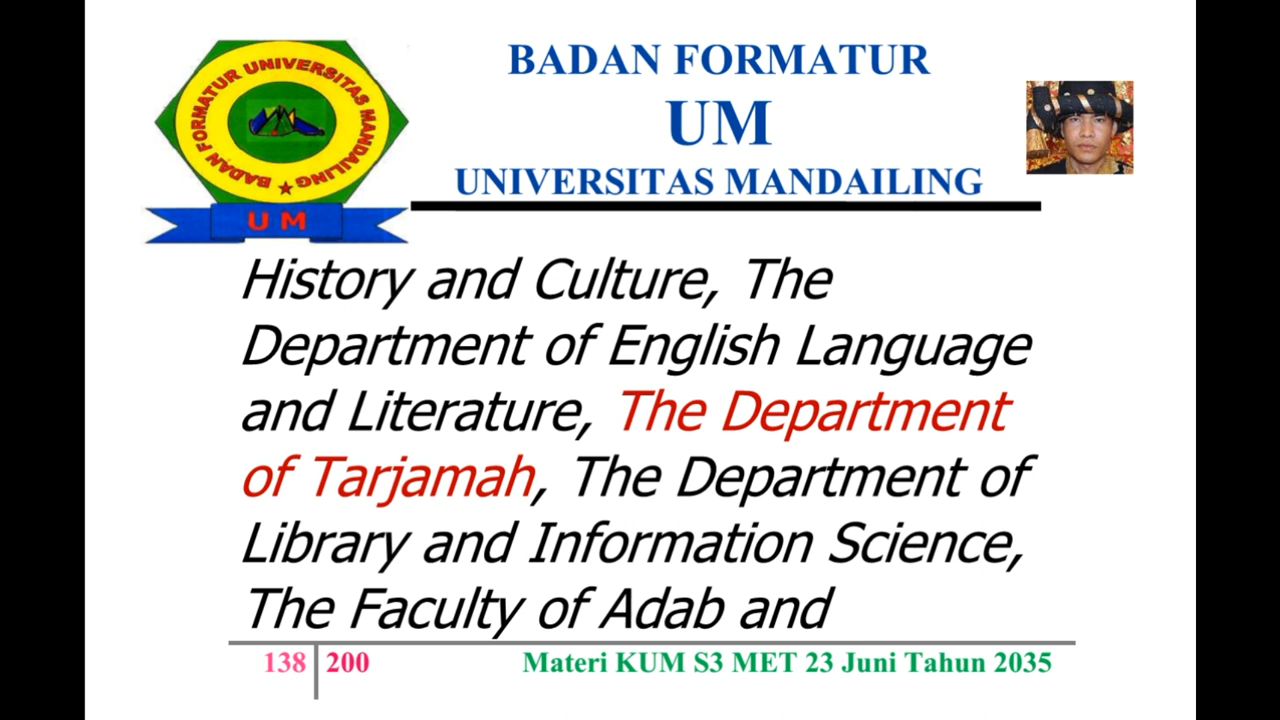 BADAN FORMATUR UNIVERSITAS MANDAILING
UM
BADAN FORMATUR
UM
UNIVERSITAS MANDAILING
History and Culture, The
Department of English Language
and Literature, The Department
of Tarjamah, The Department of
Library and Information Science,
The Faculty of Adab and
138 200 Materi KUM S3 MET 23 Juni Tahun 2035